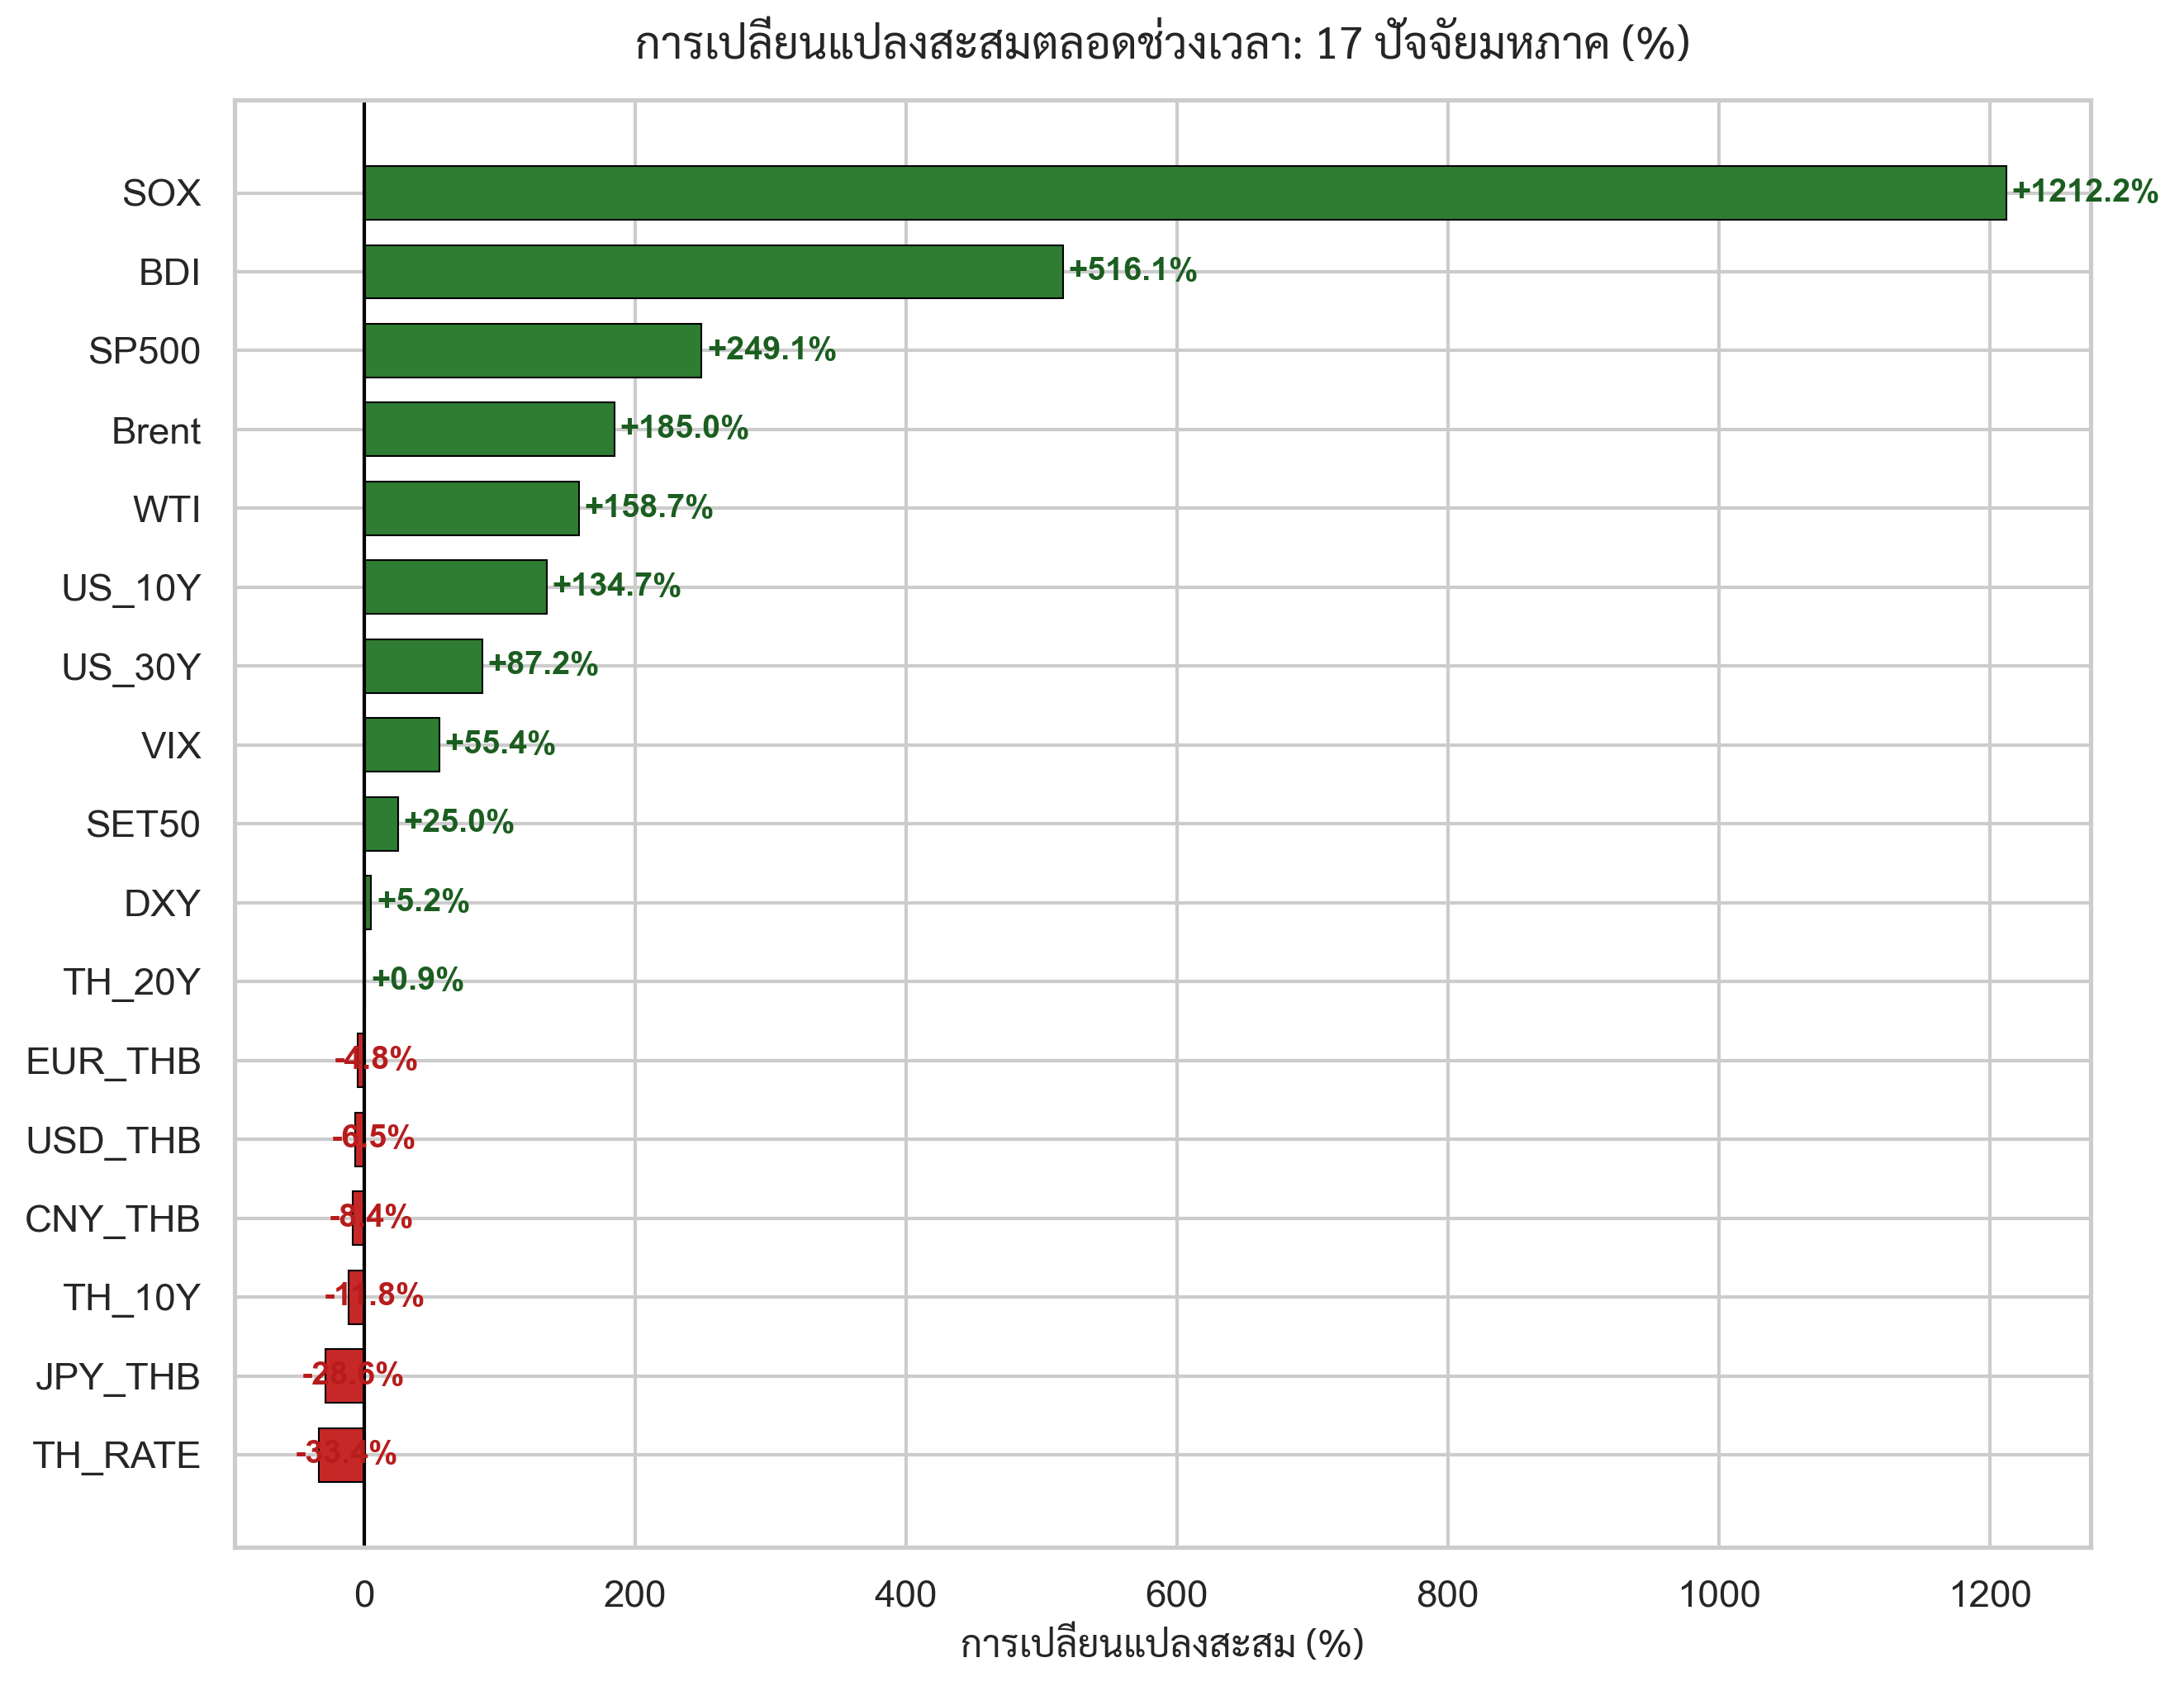 การเปลี่ยนแปลงสะสมตลอดช่วงเวลา: 17 ปัจจัยมหภาค (%)
SOX +1212.2%
BDI +516.1%
SP500 +249.1%
Brent +185.0%
WTI +158.7%
US_10Y +134.7%
US_30Y +87.2%
VIX +55.4%
SET50 +25.0%
DXY +5.2%
TH_20Y +0.9%
EUR_THB -4.8%
USD_THB -6.5%
CNY_THB -8.4%
TH_10Y -11.8%
JPY_THB -28.6%
TH_RATE -33.4%
0 200 400 600 800 1000 1200
การเปลี่ยนแปลงสะสม (%)